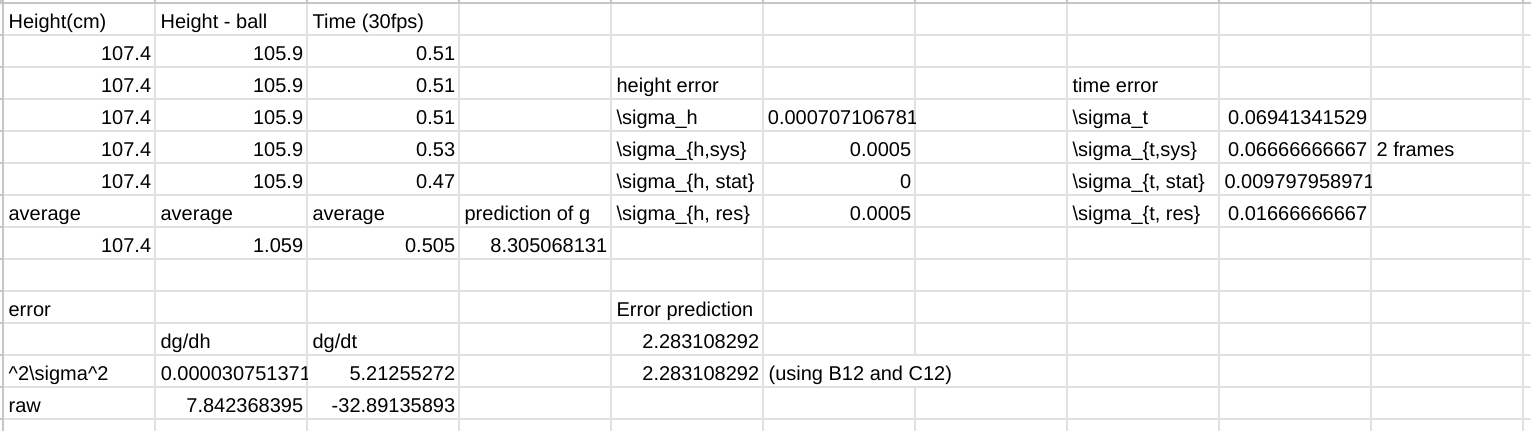 Height(cm) Height - ball Time (30fps)
107.4 105.9 0.51
107.4 105.9 0.51 height error time error
107.4 105.9 0.51 \sigma_h 0.000707106781 \sigma_t 0.06941341529
107.4 105.9 0.53 \sigma_{h,sys} 0.0005 \sigma_{t,sys} 0.06666666667 2 frames
107.4 105.9 0.47 \sigma_{h, stat} 0 \sigma_{t, stat} 0.009797958971
average average average prediction of g \sigma_{h, res} 0.0005 \sigma_{t, res} 0.01666666667
107.4 1.059 0.505 8.305068131
error Error prediction
dg/dh dg/dt 2.283108292
^2\sigma^2 0.000030751371 5.21255272 2.283108292 (using B12 and C12)
raw 7.842368395 -32.89135893